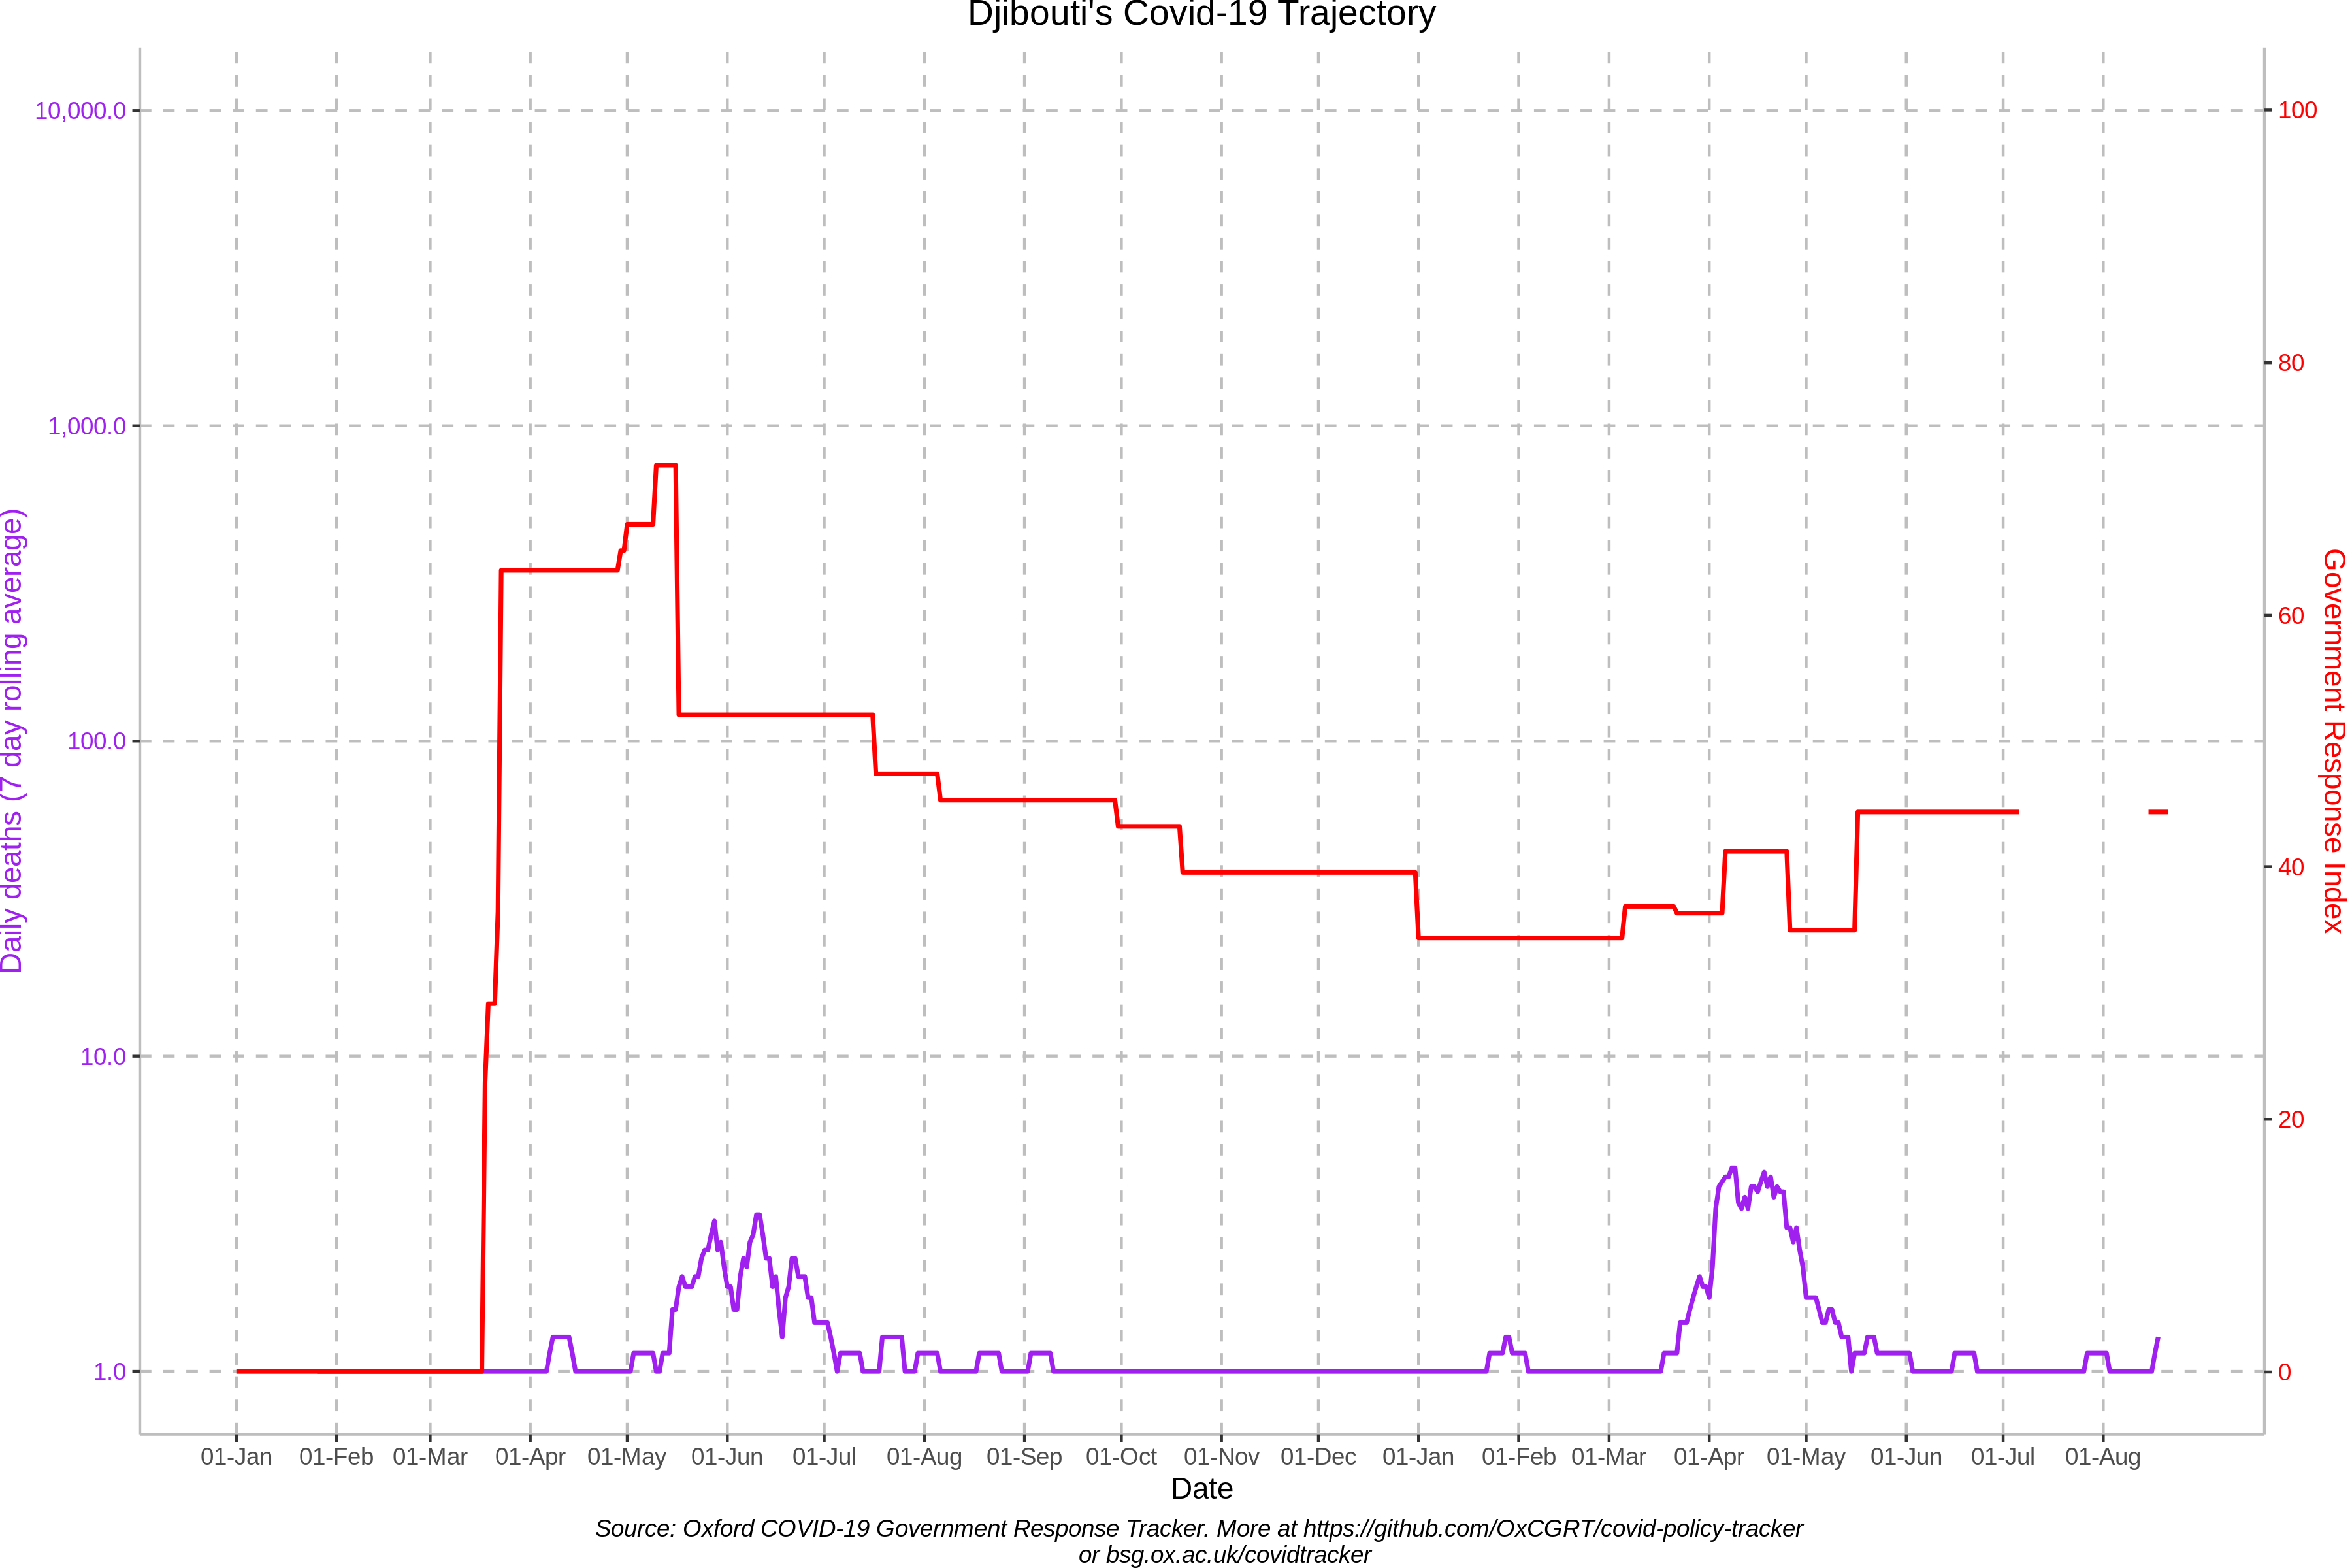 Djibouti's Covid-19 Trajectory
Daily deaths (7 day rolling average)
10,000.0
1,000.0
100.0
10.0
1.0
100
80
60
40
20
0
Government Response Index
01-Jan 01-Feb 01-Mar 01-Apr 01-May 01-Jun 01-Jul 01-Aug 01-Sep 01-Oct 01-Nov 01-Dec 01-Jan 01-Feb 01-Mar 01-Apr 01-May 01-Jun 01-Jul 01-Aug
Date
Source: Oxford COVID-19 Government Response Tracker. More at https://github.com/OxCGRT/covid-policy-tracker
or bsg.ox.ac.uk/covidtracker